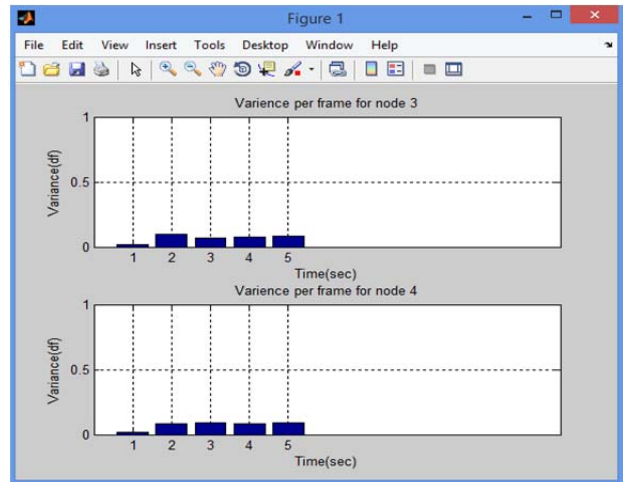 Figure 1
File Edit View Insert Tools Desktop Window Help
Varience per frame for node 3
1
0.5
0
Variance(df)
1 2 3 4 5
Time(sec)
Varience per frame for node 4
1
0.5
0
Variance(df)
1 2 3 4 5
Time(sec)